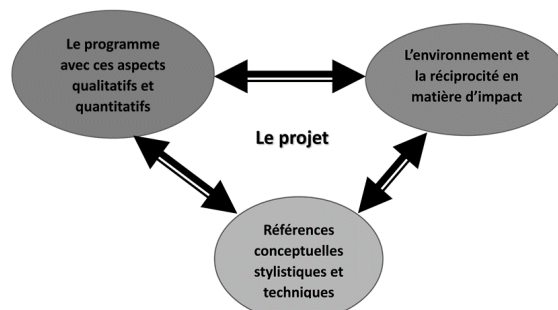 Le programme
avec ces aspects
qualitatifs et
quantitatifs
L'environnement et
la réciprocité en
matière d'impact
Le projet
Références
conceptuelles
stylistiques et
techniques